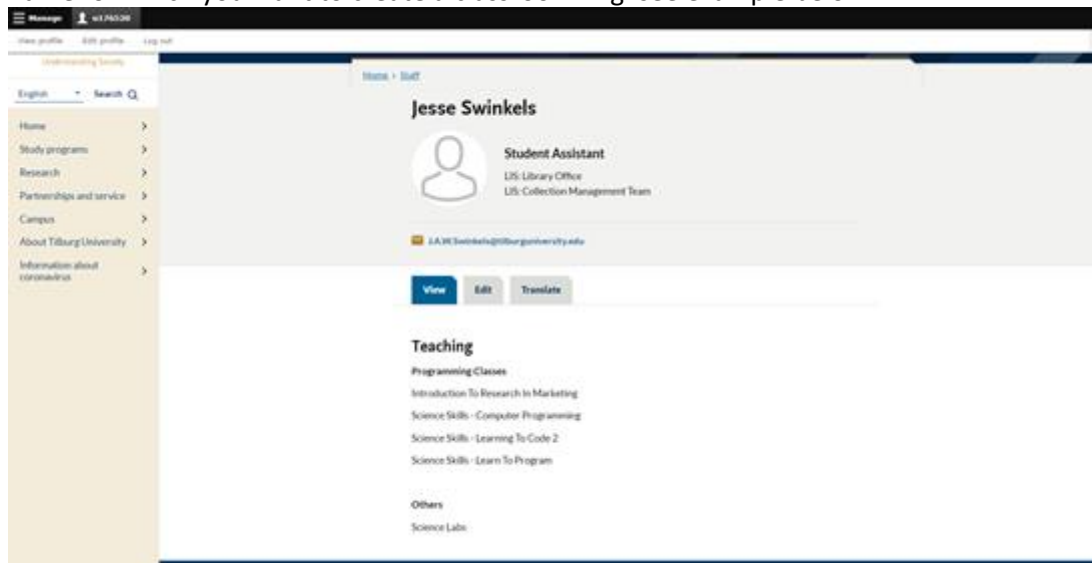 Manage
View profile Edit profile Log out
Understanding Society
English Search
Home
Study programs
Research
Partnerships and service
Campus
About Tilburg University
Information about
coronavirus
Home > Staff
Jesse Swinkels
Student Assistant
LIS: Library Office
LIS: Collection Management Team
J.A.W.Swinkels@tilburguniversity.edu
View Edit Translate
Teaching
Programming Classes
Introduction To Research In Marketing
Science Skills - Computer Programming
Science Skills - Learning To Code 2
Science Skills - Learn To Program
Others
Science Labs